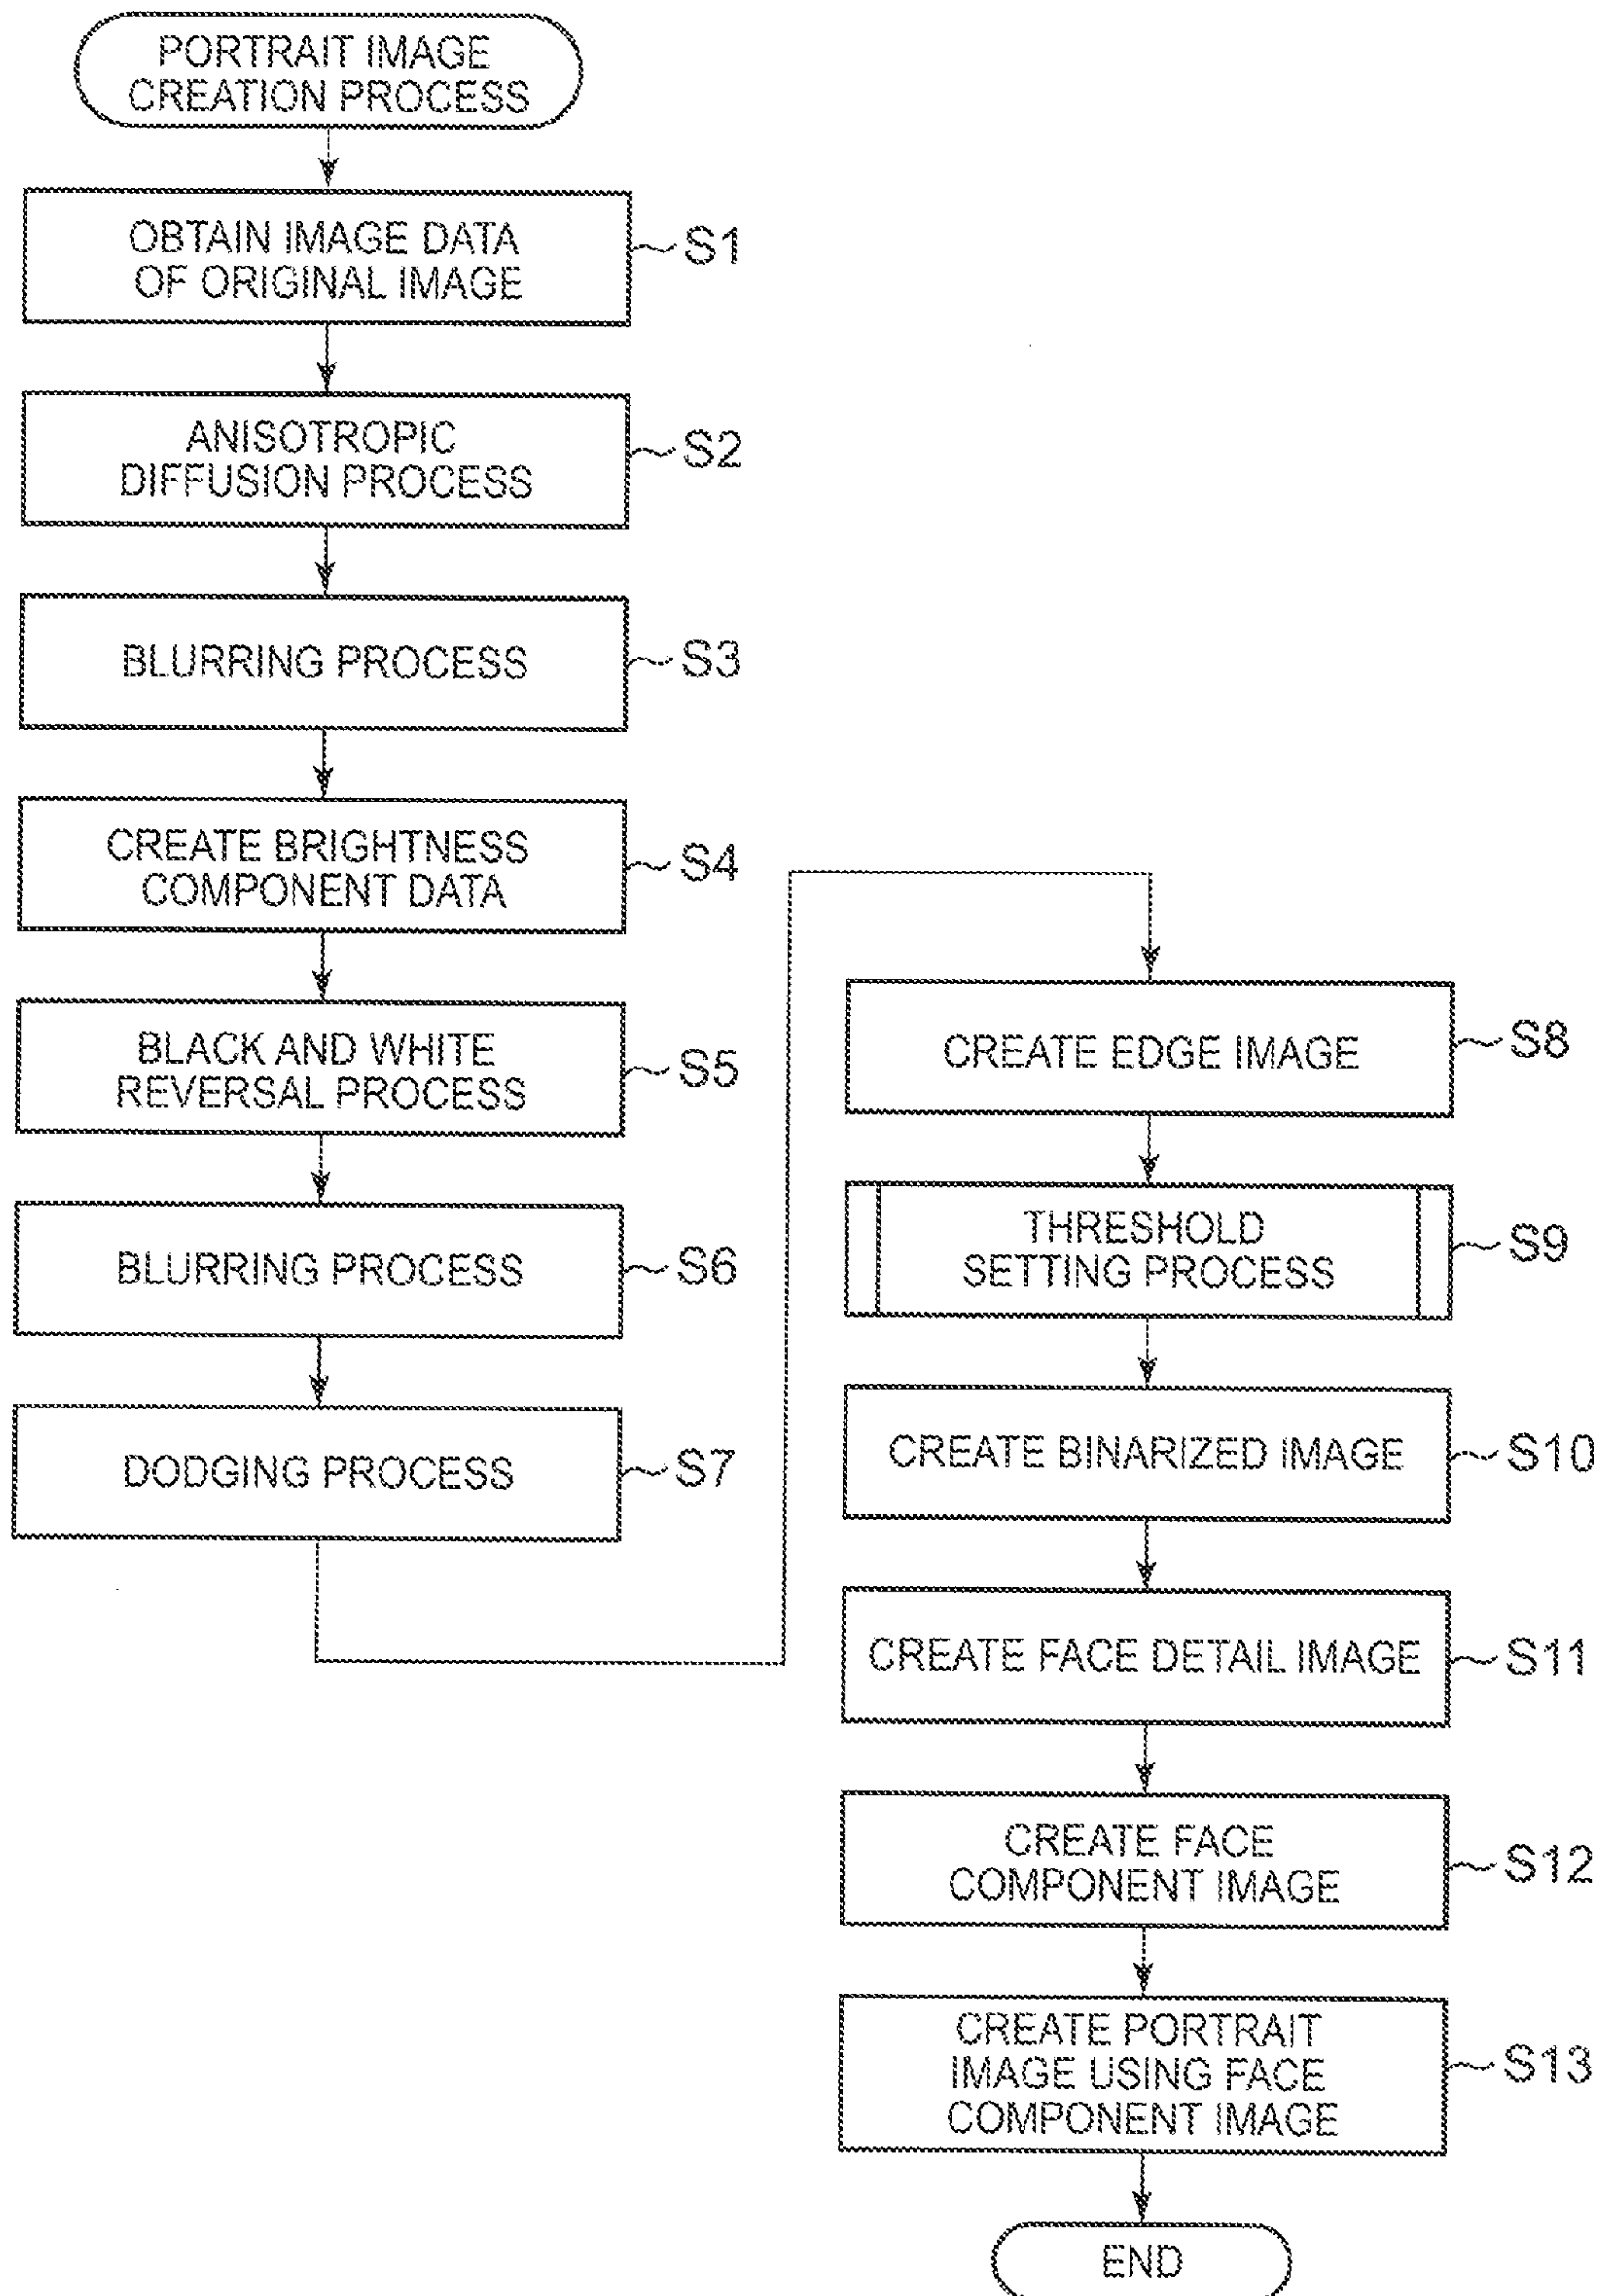 PORTRAIT IMAGE
CREATION PROCESS
OBTAIN IMAGE DATA
OF ORIGINAL IMAGE
S1
ANISOTROPIC
DIFFUSION PROCESS
S2
BLURRING PROCESS
S3
CREATE BRIGHTNESS
COMPONENT DATA
S4
BLACK AND WHITE
REVERSAL PROCESS
S5
BLURRING PROCESS
S6
DODGING PROCESS
S7
CREATE EDGE IMAGE
S8
THRESHOLD
SETTING PROCESS
S9
CREATE BINARIZED IMAGE
S10
CREATE FACE DETAIL IMAGE
S11
CREATE FACE
COMPONENT IMAGE
S12
CREATE PORTRAIT
IMAGE USING FACE
COMPONENT IMAGE
S13
END